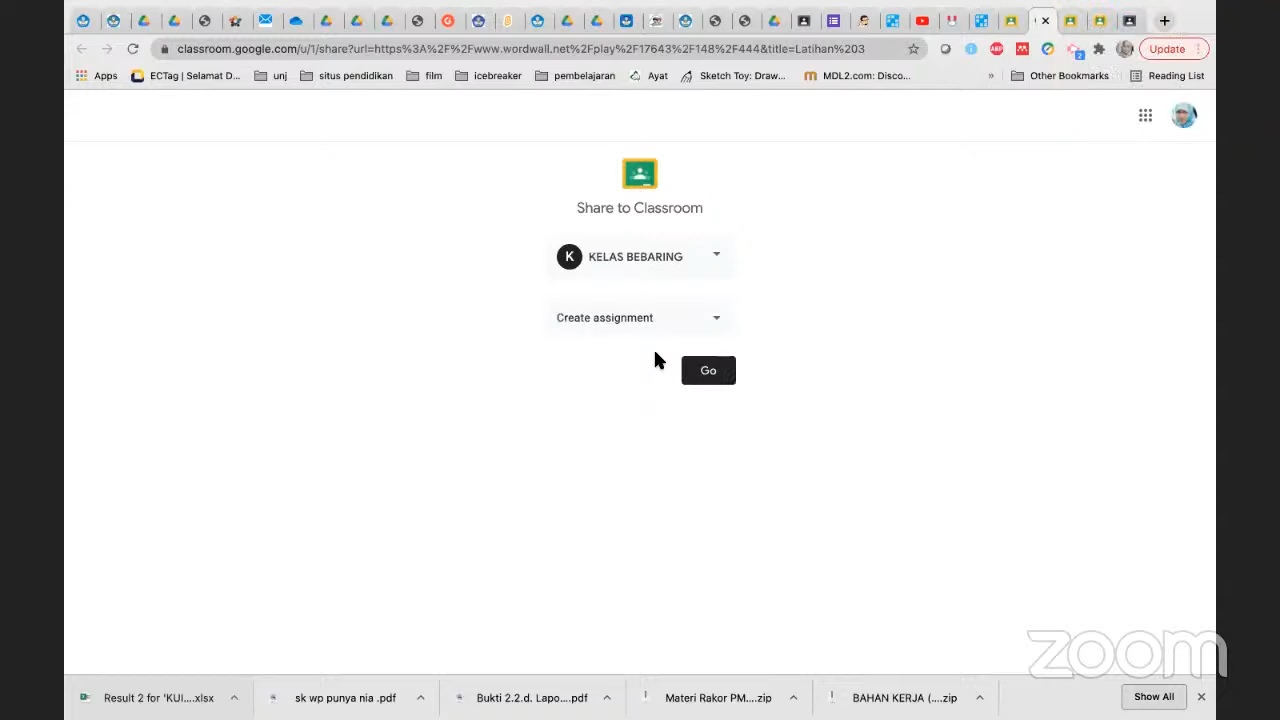 classroom.google.com/u/1/share?url=https%3A%2F%2Fwww.wordwall.net%2Fplay%2F17643%2F148%2F444&title=Latihan%203
Update
Apps
ECTag | Selamat D...
unj
situs pendidikan
film
icebreaker
pembelajaran
Ayat
Sketch Toy: Draw...
MDL2.com: Disco...
»
Other Bookmarks
Reading List
Share to Classroom
K KELAS BEBARING
Create assignment
Go
zoom
Result 2 for 'KUI....xlsx
sk wp punya nia .pdf
Bukti 2.2.d. Lapo....pdf
Materi Rakor PM....zip
BAHAN KERJA (....zip
Show All